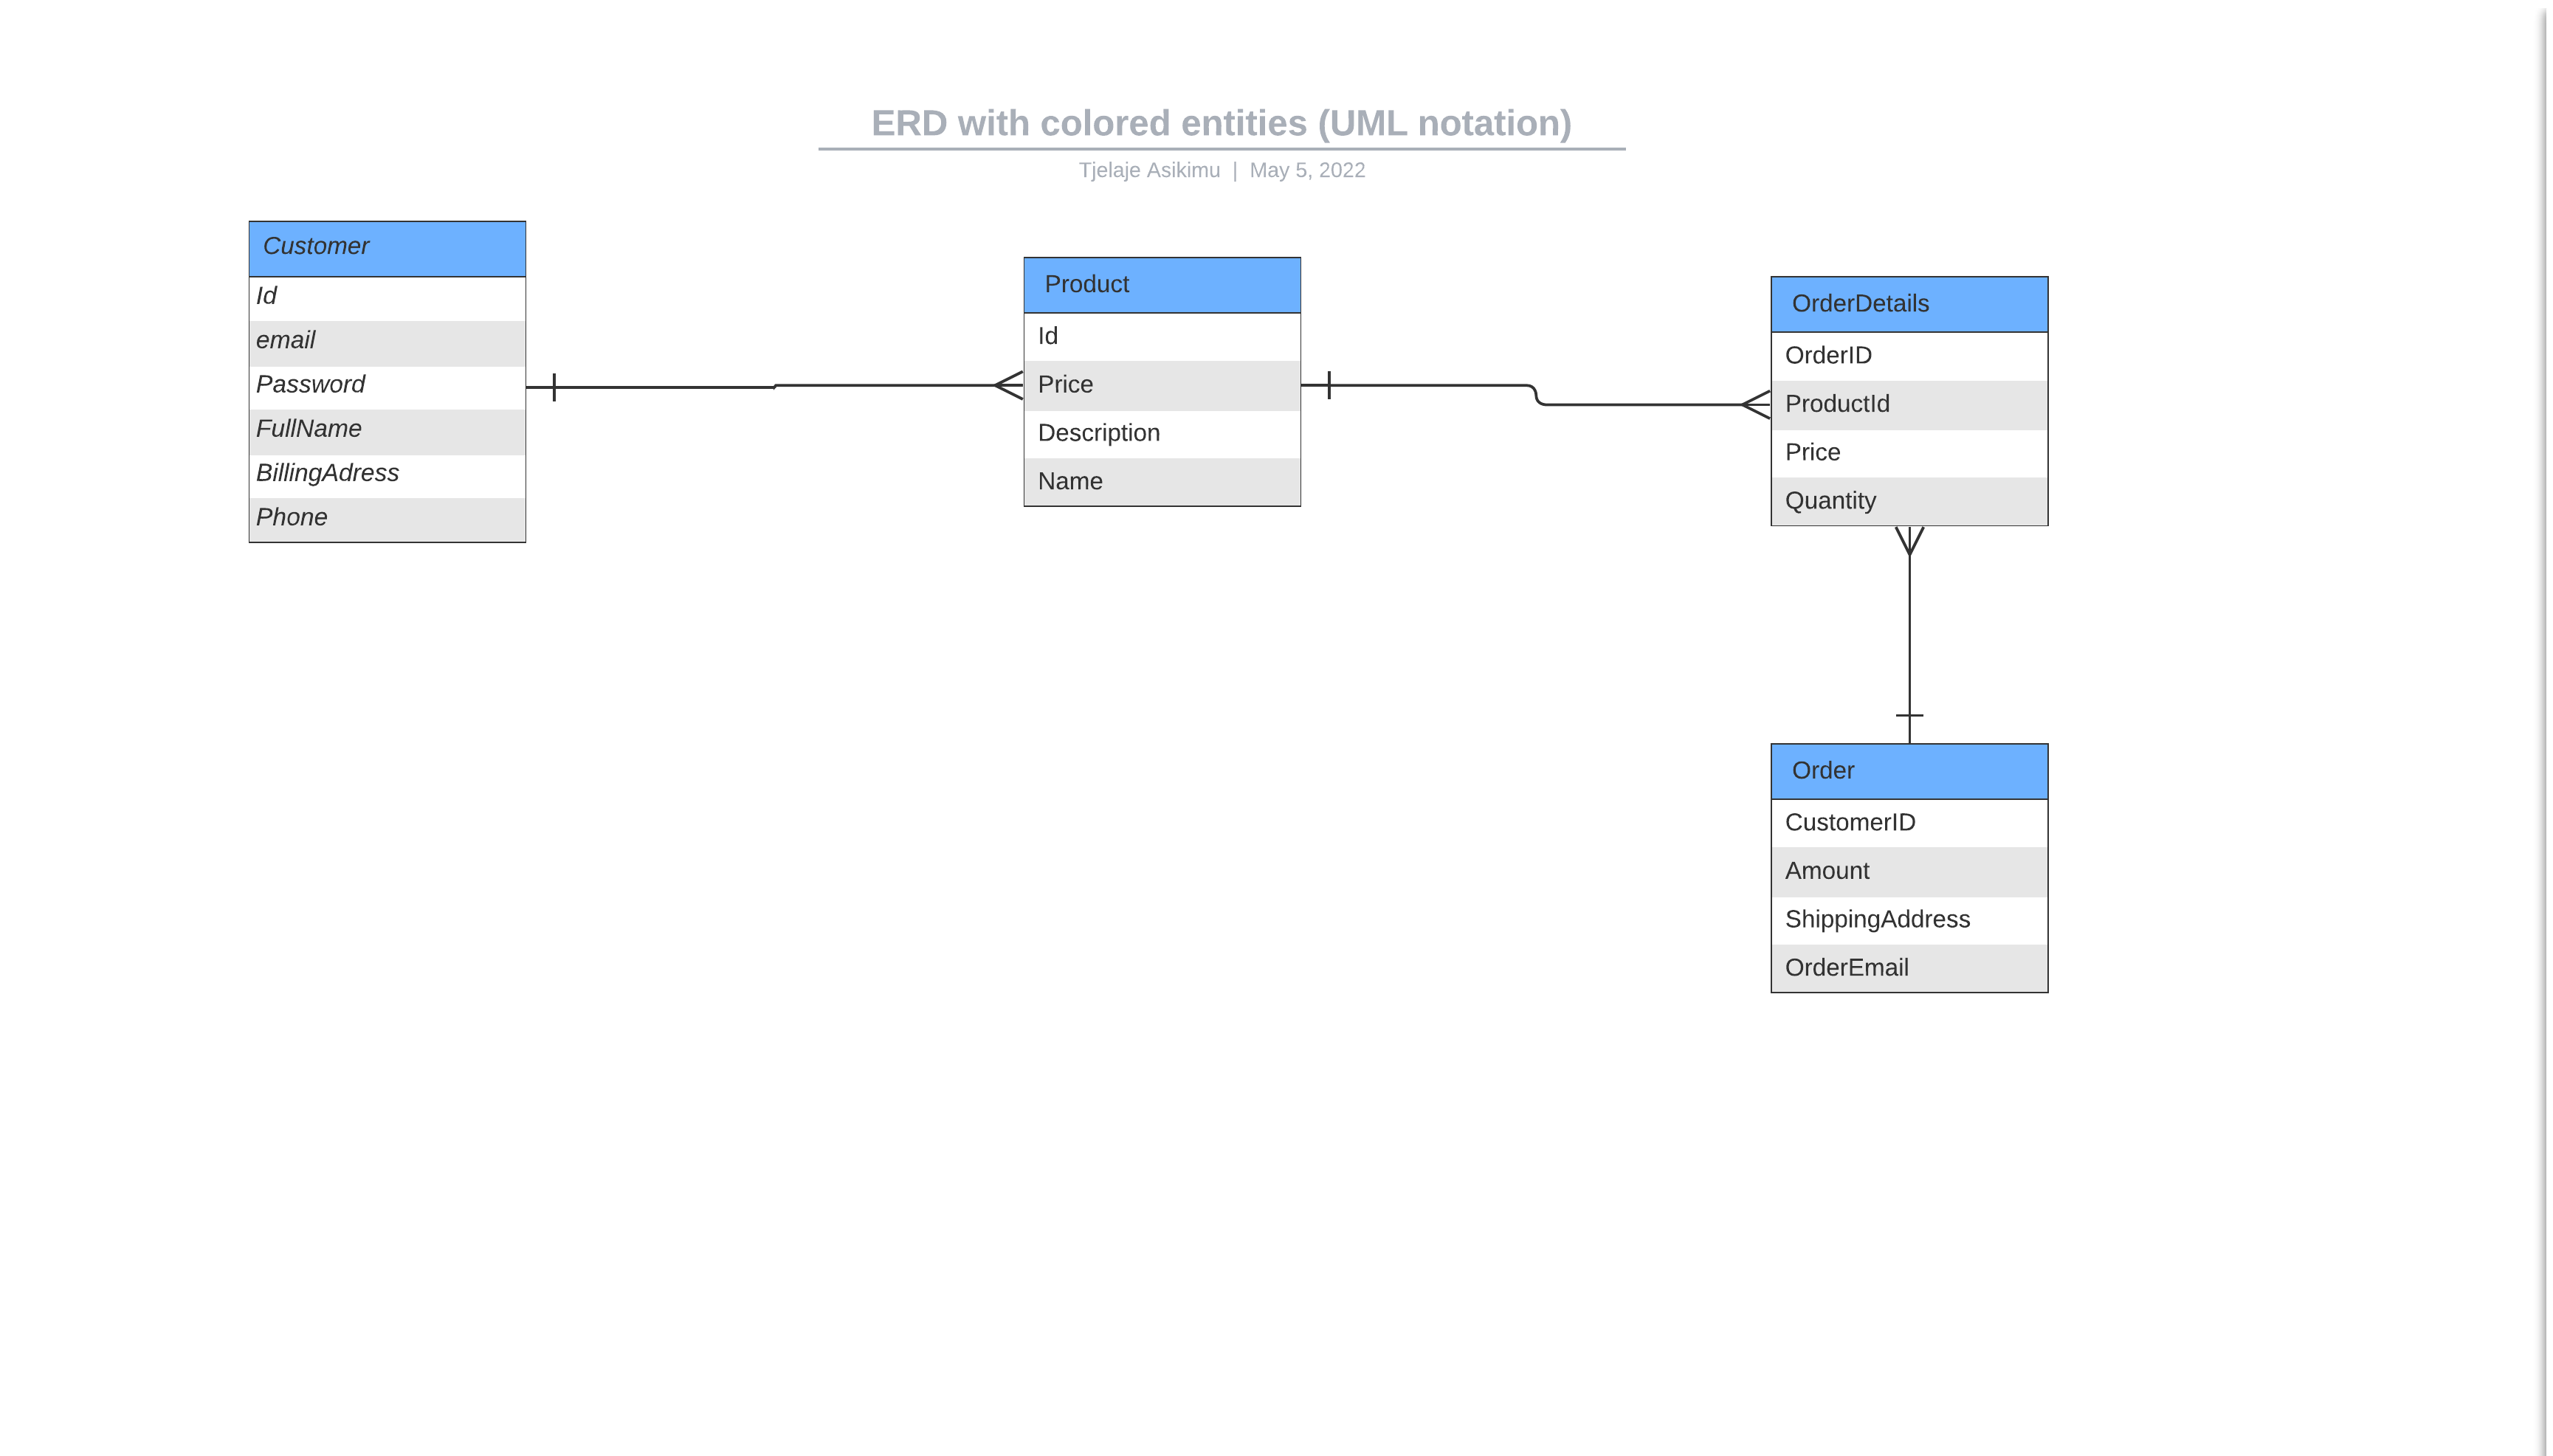 ERD with colored entities (UML notation)
Tjelaje Asikimu | May 5, 2022
Customer
Id
email
Password
FullName
BillingAdress
Phone
Product
Id
Price
Description
Name
OrderDetails
OrderID
ProductId
Price
Quantity
Order
CustomerID
Amount
ShippingAddress
OrderEmail